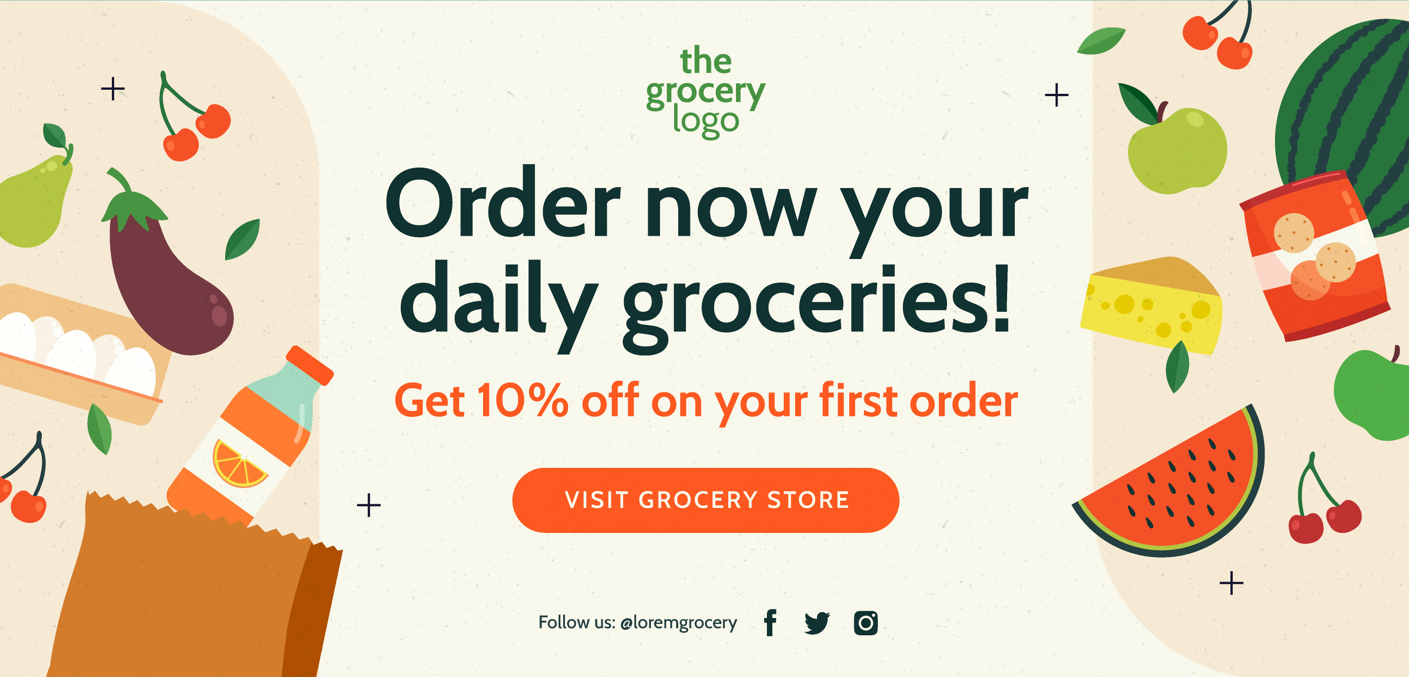 the
grocery
logo
Order now your
daily groceries!
Get 10% off on your first order
VISIT GROCERY STORE
Follow us: @loremgrocery